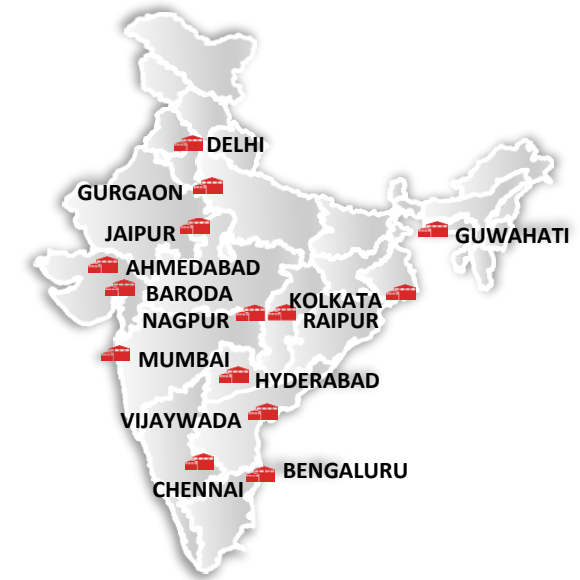 DELHI
GURGAON
JAIPUR
GUWAHATI
AHMEDABAD
BARODA
KOLKATA
NAGPUR
RAIPUR
MUMBAI
HYDERABAD
VIJAYWADA
BENGALURU
CHENNAI